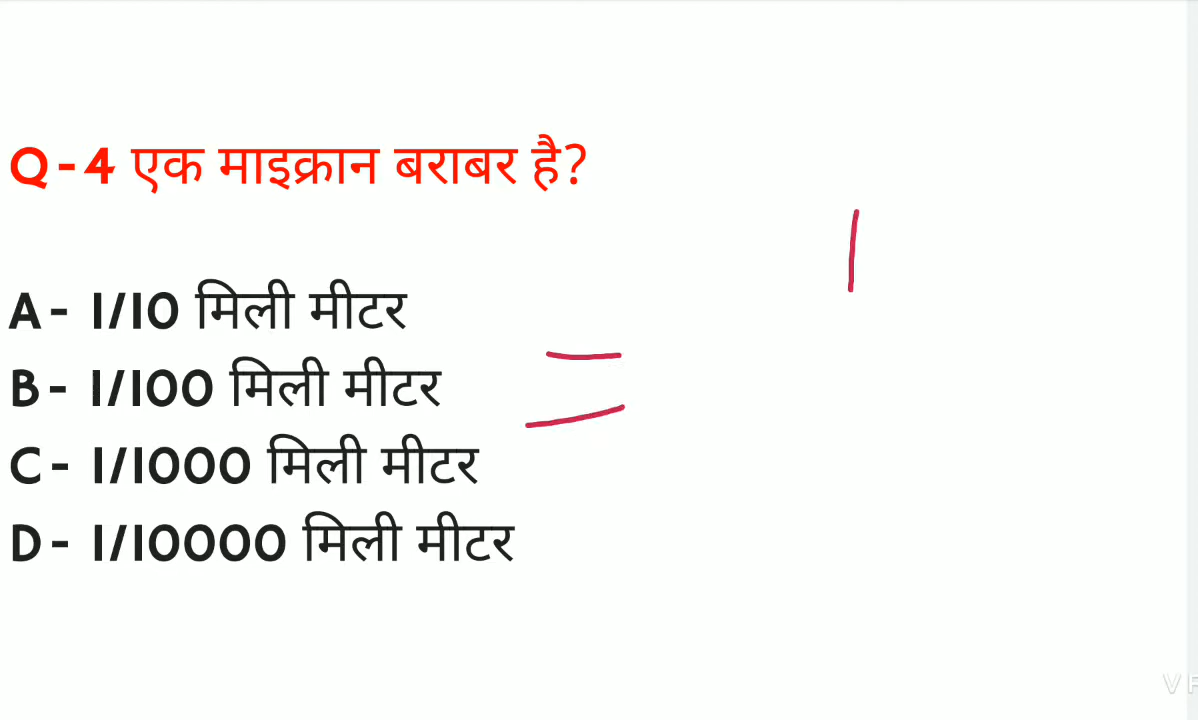 Q-4 एक माइक्रान बराबर है?
A- 1/10 मिली मीटर
B- 1/100 मिली मीटर
C- 1/1000 मिली मीटर
D- 1/10000 मिली मीटर